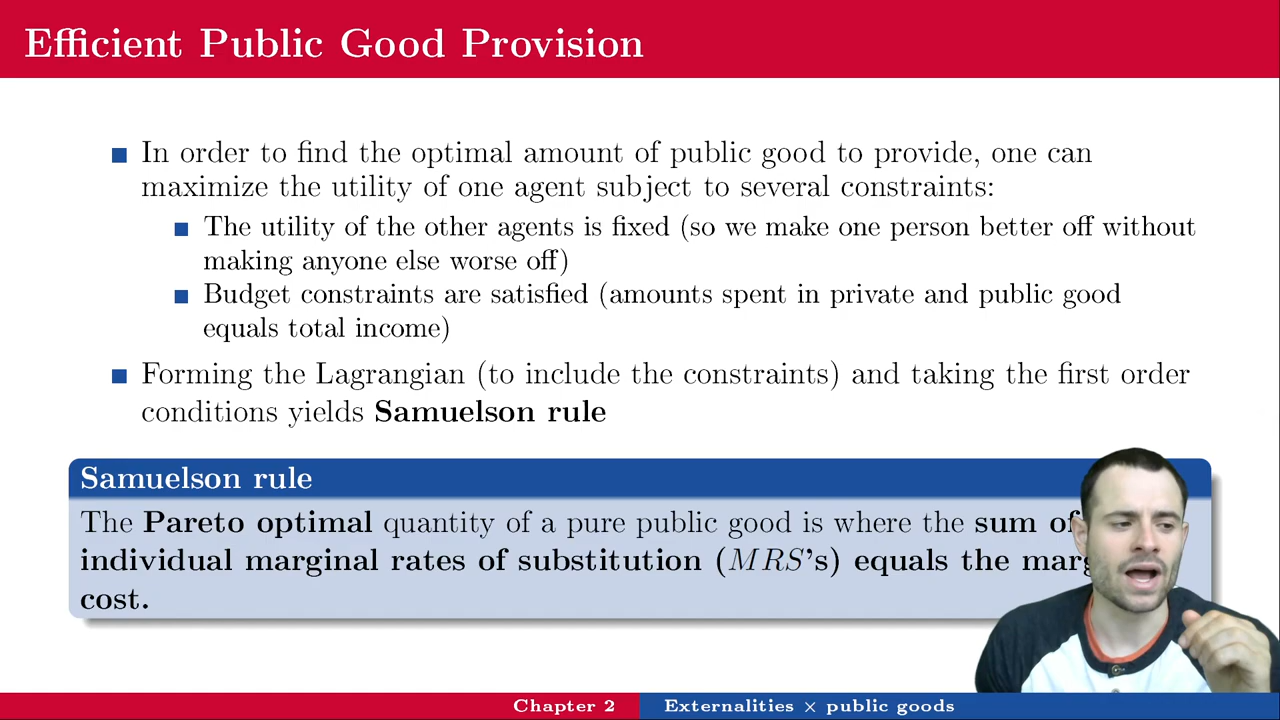 Efficient Public Good Provision
In order to find the optimal amount of public good to provide, one can
maximize the utility of one agent subject to several constraints:
The utility of the other agents is fixed (so we make one person better off without
making anyone else worse off)
Budget constraints are satisfied (amounts spent in private and public good
equals total income)
Forming the Lagrangian (to include the constraints) and taking the first order
conditions yields Samuelson rule
Samuelson rule
The Pareto optimal quantity of a pure public good is where the sum of
individual marginal rates of substitution (MRS's) equals the
cost.
Chapter 2
Externalities × public goods